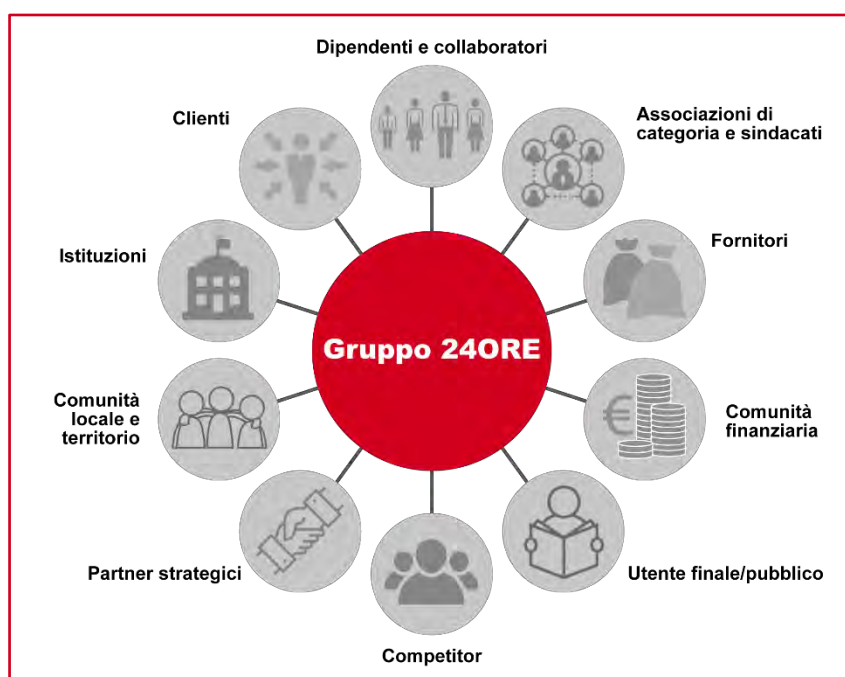 Dipendenti e collaboratori
Clienti
Associazioni di
categoria e sindacati
Istituzioni
Fornitori
Gruppo 24ORE
Comunità
locale e
territorio
Comunità
finanziaria
Partner strategici
Utente finale/pubblico
Competitor